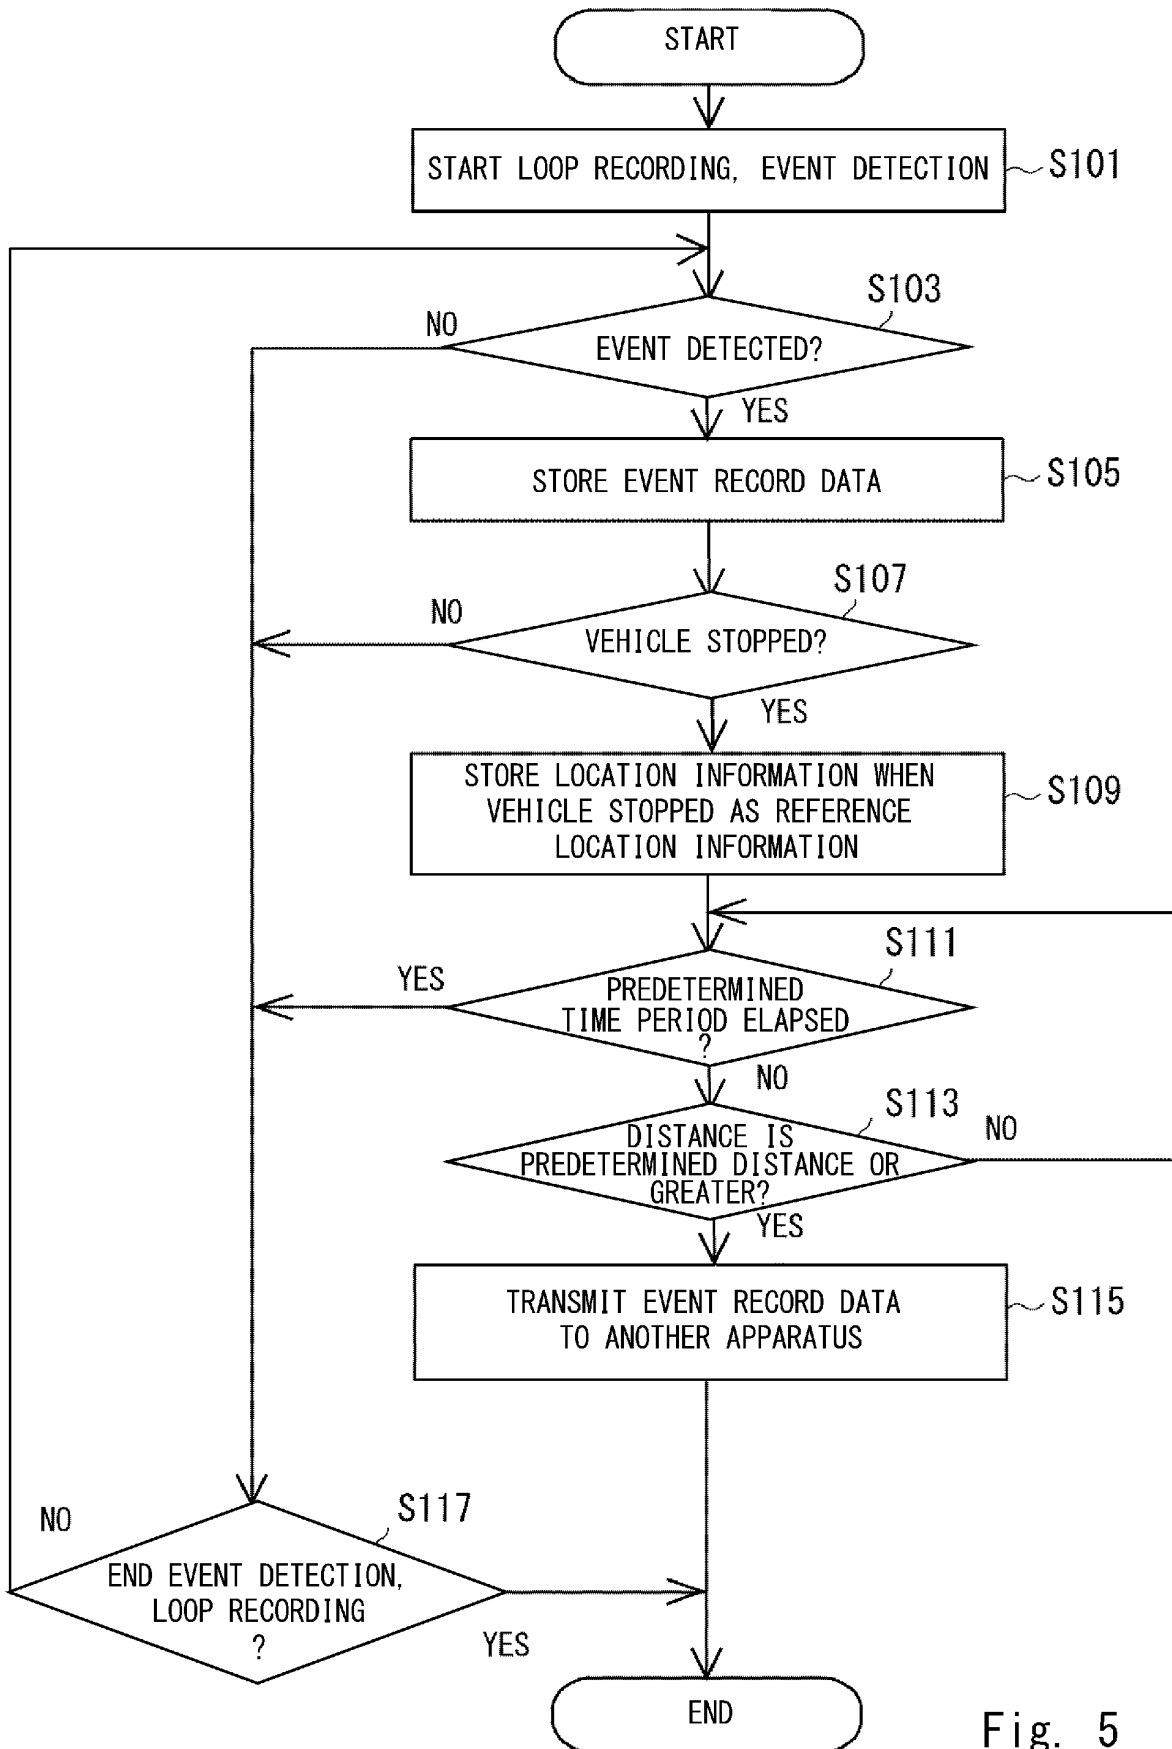 START
START LOOP RECORDING, EVENT DETECTION
S101
S103
NO
EVENT DETECTED?
YES
STORE EVENT RECORD DATA
S105
S107
NO
VEHICLE STOPPED?
YES
STORE LOCATION INFORMATION WHEN
VEHICLE STOPPED AS REFERENCE
LOCATION INFORMATION
S109
S111
YES
PREDETERMINED
TIME PERIOD ELAPSED
?
NO
S113
NO
DISTANCE IS
PREDETERMINED DISTANCE OR
GREATER?
YES
TRANSMIT EVENT RECORD DATA
TO ANOTHER APPARATUS
S115
S117
NO
END EVENT DETECTION,
LOOP RECORDING
?
YES
END
Fig. 5